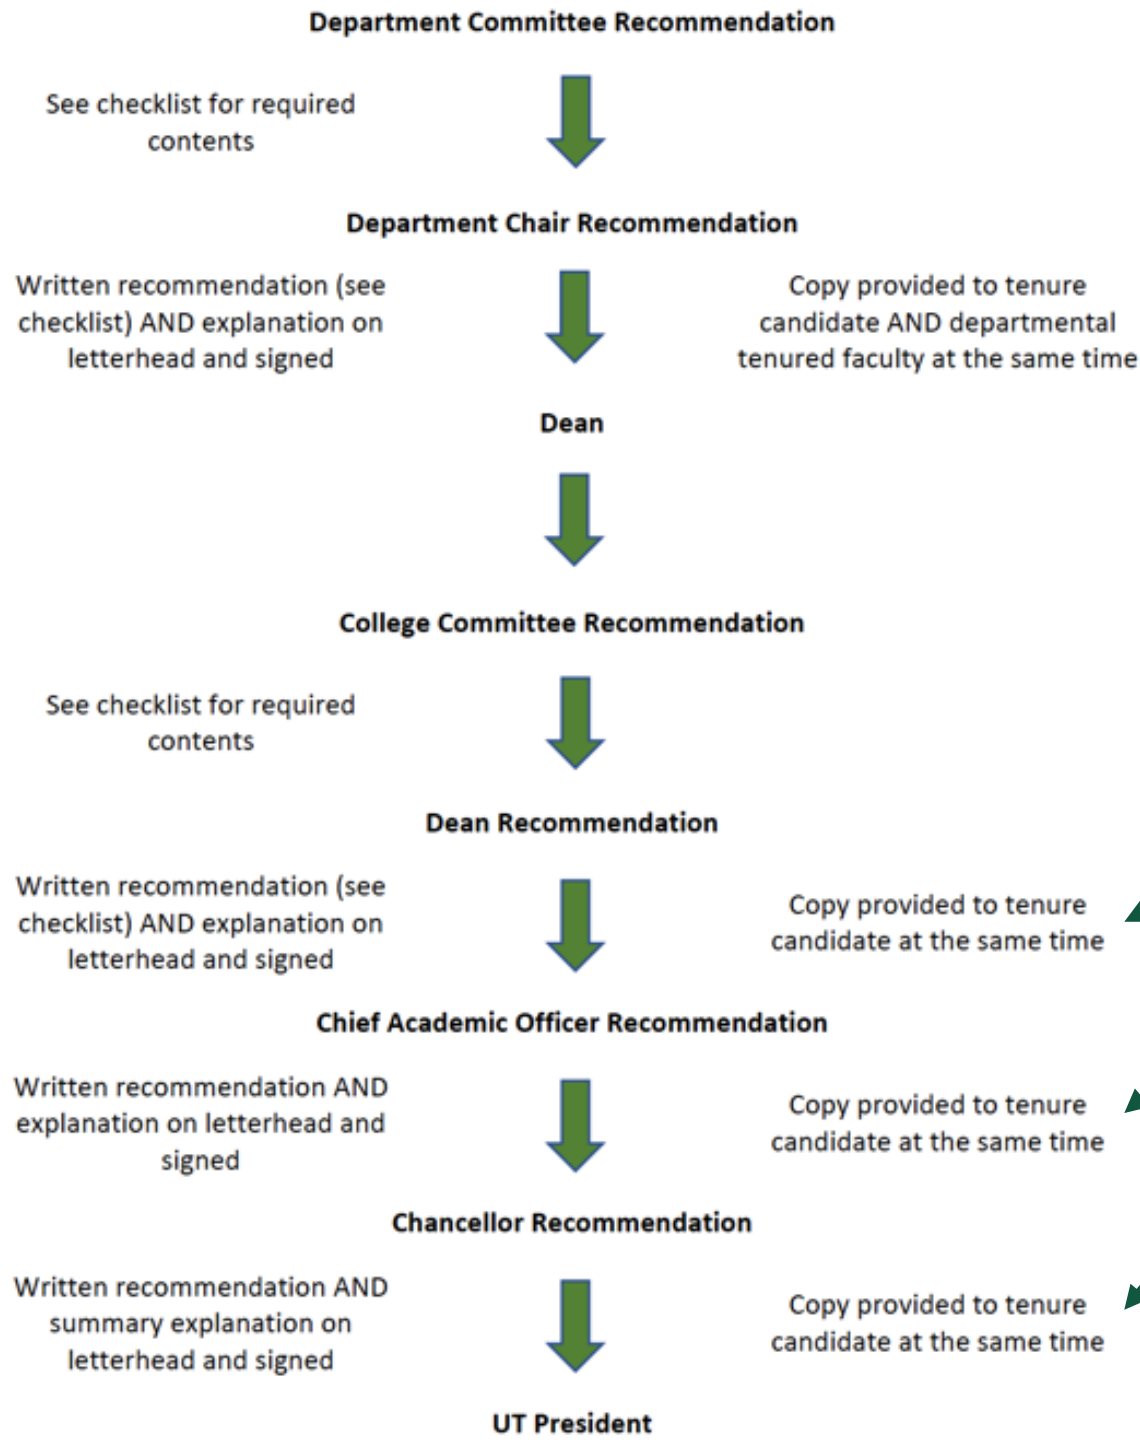 Department Committee Recommendation
See checklist for required
contents
Department Chair Recommendation
Written recommendation (see
checklist) AND explanation on
letterhead and signed
Copy provided to tenure
candidate AND departmental
tenured faculty at the same time
Dean
College Committee Recommendation
See checklist for required
contents
Dean Recommendation
Written recommendation (see
checklist) AND explanation on
letterhead and signed
Copy provided to tenure
candidate at the same time
Chief Academic Officer Recommendation
Written recommendation AND
explanation on letterhead and
signed
Copy provided to tenure
candidate at the same time
Chancellor Recommendation
Written recommendation AND
summary explanation on
letterhead and signed
Copy provided to tenure
candidate at the same time
UT President